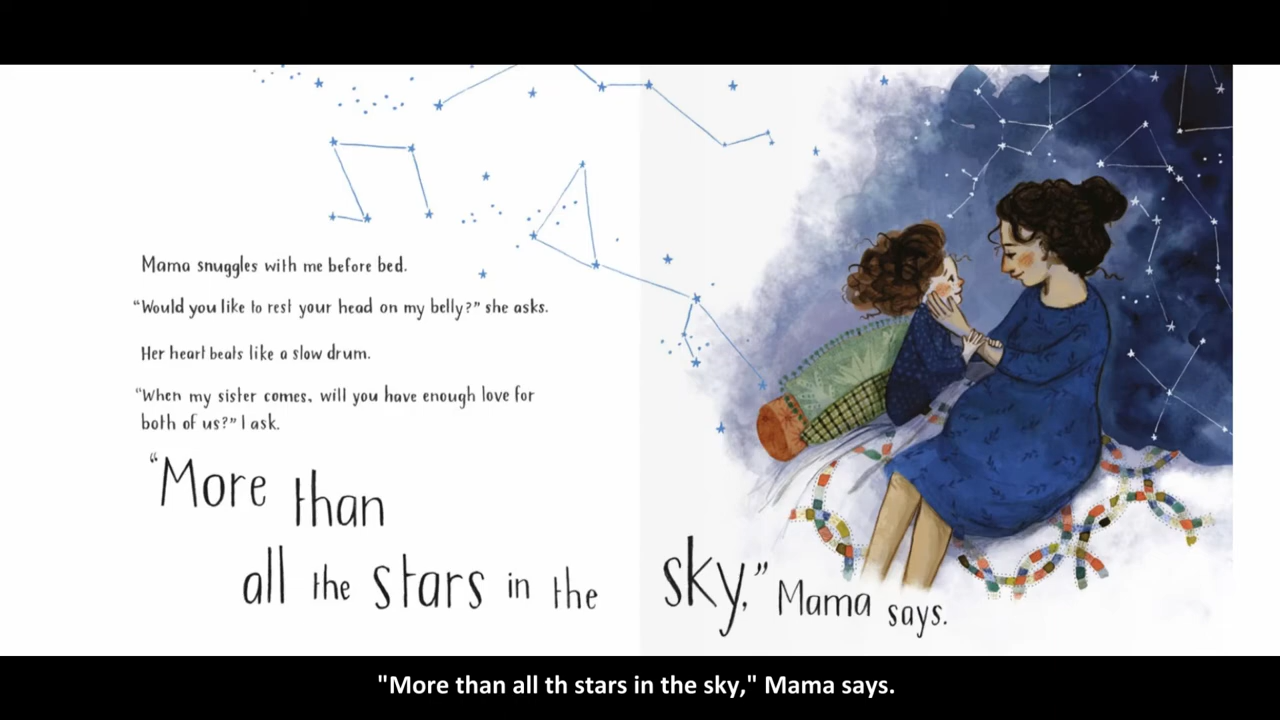 Mama snuggles with me before bed.
“Would you like to rest your head on my belly?” she asks.
Her heart beats like a slow drum.
“When my sister comes, will you have enough love for
both of us?” I ask.
“More than
all the stars in the sky,” Mama says.
"More than all th stars in the sky," Mama says.